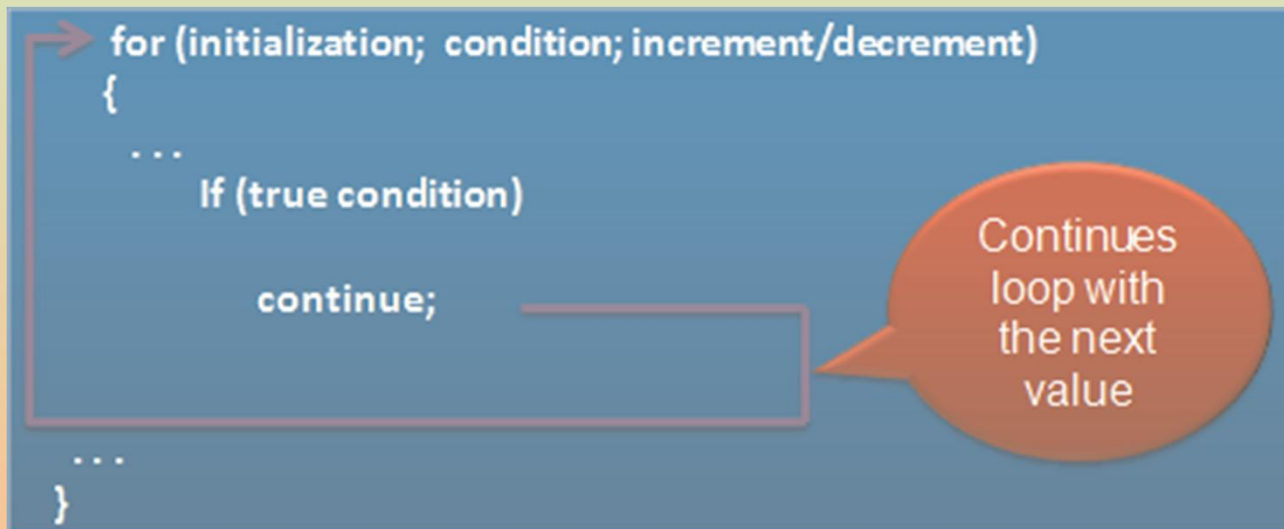 for (initialization;  condition; increment/decrement)
{
. . .
If (true condition)
continue;
. . .
}
Continues
loop with
the next
value